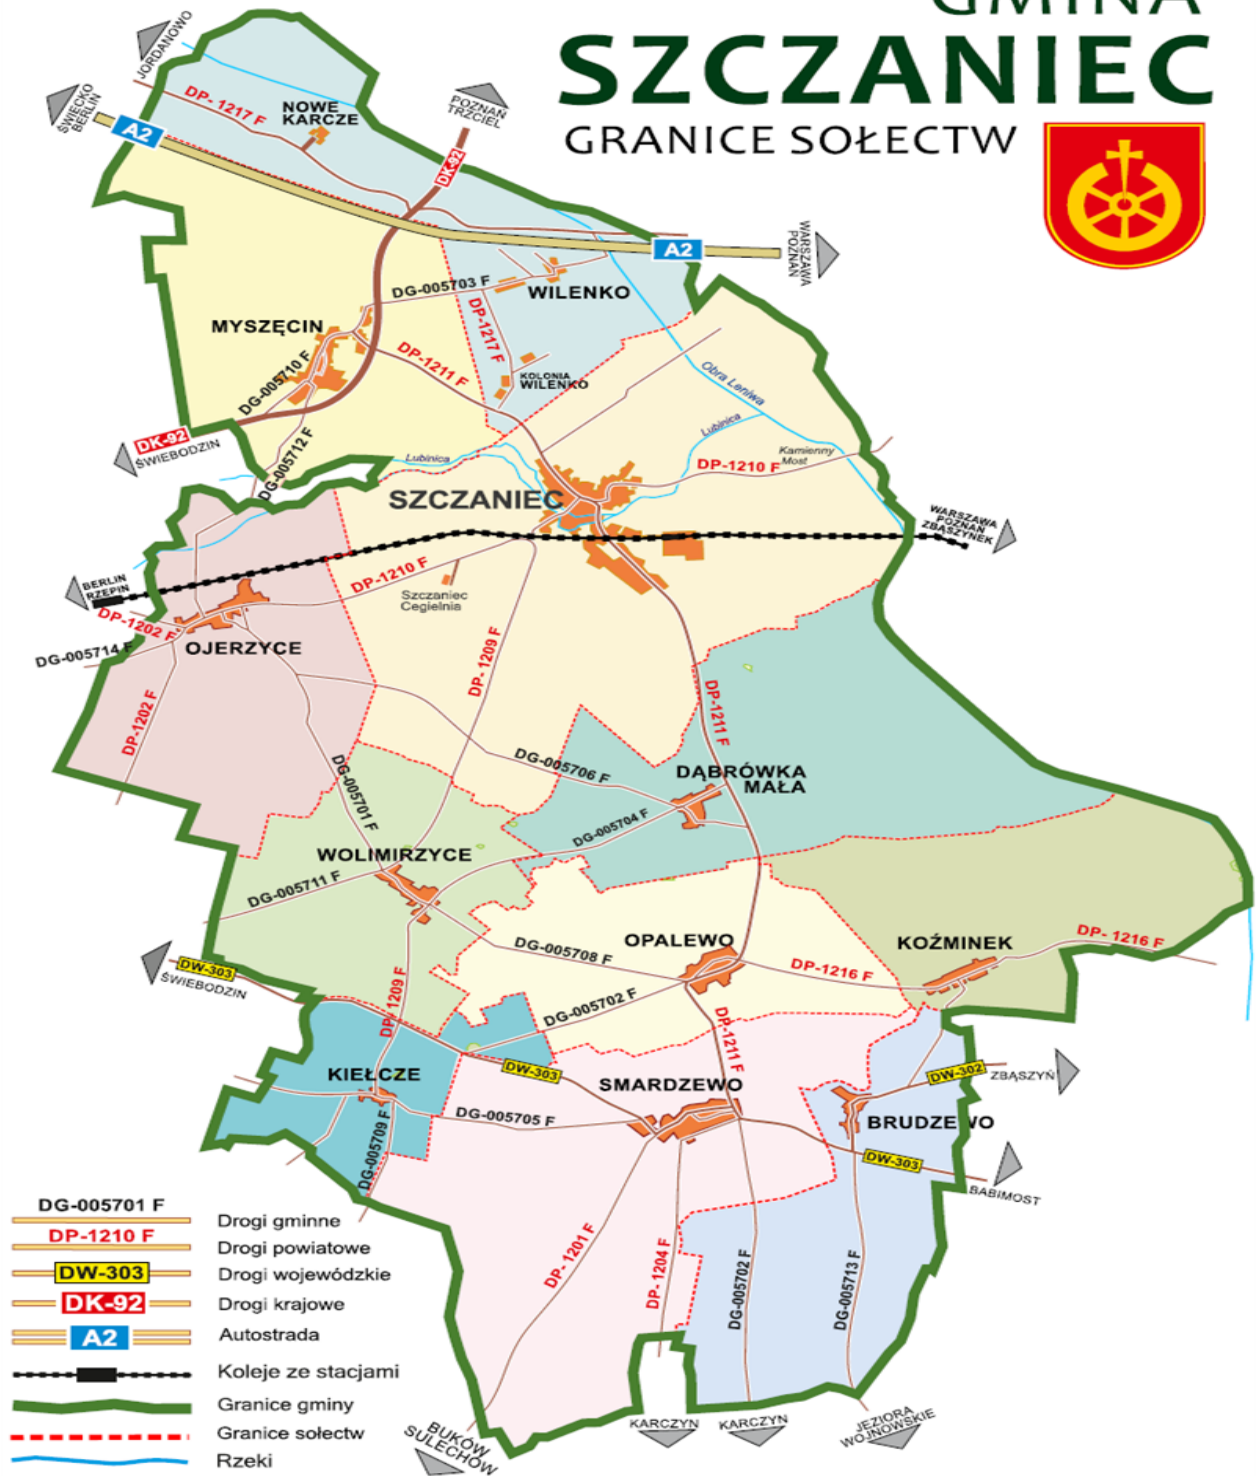 GMINA
SZCZANIEC
GRANICE SOŁECTW
JORDANOWO
ŚWIECKO
BERLIN
A2
DP- 1217 F
NOWE
KARCZE
POZNAŃ
TRZCIEL
DK-92
A2
WARSZAWA
POZNAŃ
DG-005703 F
WILENKO
DP-1217 F
MYSZĘCIN
DP-1211 F
DG-005710 F
KOLONIA
WILENKO
Obra Leniwa
Lubinica
Kamienny
Most
DK-92
ŚWIEBODZIN
DG-005712 F
Lubinica
DP-1210 F
SZCZANIEC
WARSZAWA
POZNAŃ
ZBĄSZYNEK
BERLIN
RZEPIN
DP-1210 F
Szczaniec
Cegielnia
DP-1202 F
DG-005714 F
OJERZYCE
DP- 1209 F
DP-1202 F
DP-1211 F
DG-005706 F
DĄBRÓWKA
MAŁA
DG-005701 F
DG-005704 F
WOLIMIRZYCE
DG-005711 F
DG-005708 F
OPALEWO
KOŹMINEK
DP- 1216 F
DP-1216 F
DW-303
ŚWIEBODZIN
DP- 1209 F
DG-005702 F
DP-1211 F
KIEŁCZE
DW-303
SMARDZEWO
DW-302
ZBĄSZYŃ
DG-005705 F
BRUDZEWO
DG-005709 F
DW-303
BABIMOST
DP- 1201 F
DP- 1204 F
DG-005702 F
DG-005713 F
BUKÓW
SULECHÓW
KARCZYN
KARCZYN
JEZIORA
WOJNOWSKIE
DG-005701 F
Drogi gminne
DP-1210 F
Drogi powiatowe
DW-303
Drogi wojewódzkie
DK-92
Drogi krajowe
A2
Autostrada
Koleje ze stacjami
Granice gminy
Granice sołectw
Rzeki